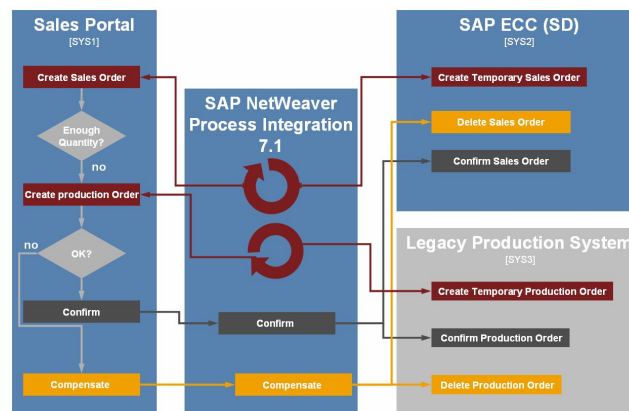 Sales Portal
[SYS1]
Create Sales Order
Enough
Quantity?
no
Create production Order
no
OK?
Confirm
Compensate
SAP NetWeaver
Process Integration
7.1
Confirm
Compensate
SAP ECC (SD)
[SYS2]
Create Temporary Sales Order
Delete Sales Order
Confirm Sales Order
Legacy Production System
[SYS3]
Create Temporary Production Order
Confirm Production Order
Delete Production Order